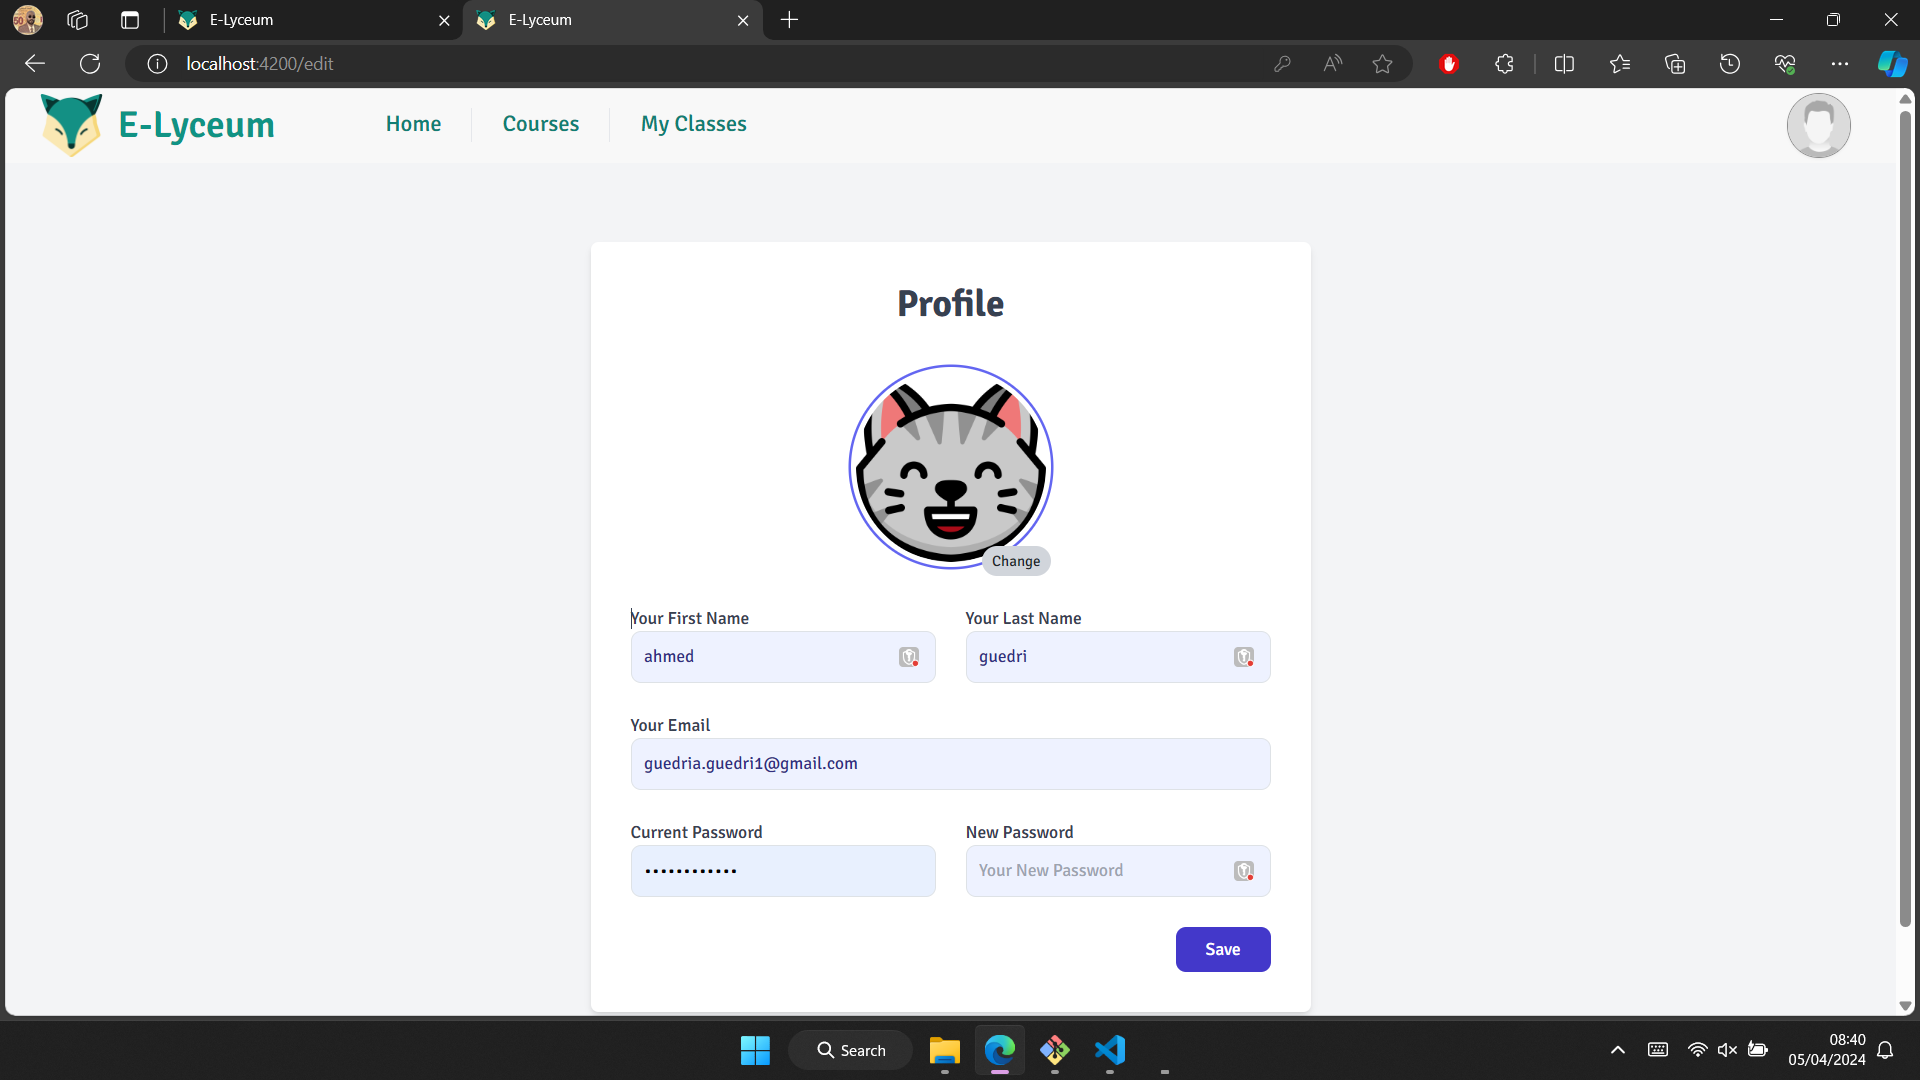 E-Lyceum
E-Lyceum
localhost:4200/edit
E-Lyceum
Home
Courses
My Classes
Profile
Change
Your First Name
Your Last Name
ahmed
guedri
Your Email
guedria.guedri1@gmail.com
Current Password
New Password
••••••••••••
Your New Password
Save
Search
08:40
05/04/2024